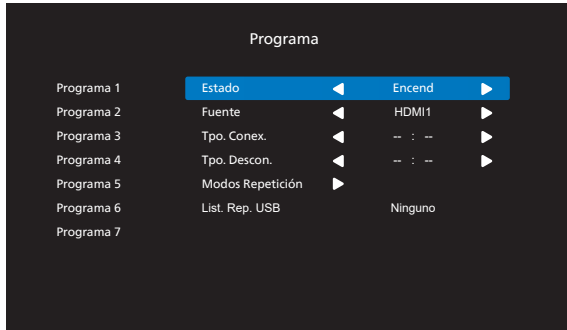 Programa
Programa 1 Estado Encend
Programa 2 Fuente HDMI1
Programa 3 Tpo. Conex. -- : --
Programa 4 Tpo. Descon. -- : --
Programa 5 Modos Repetición
Programa 6 List. Rep. USB Ninguno
Programa 7